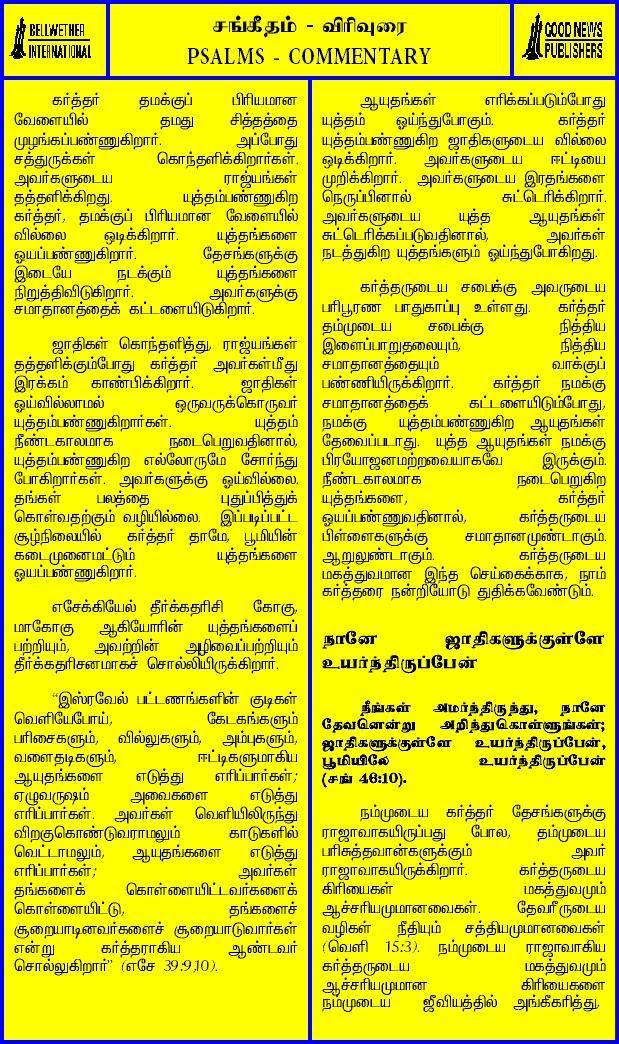 BELLWETHER
INTERNATIONAL
சங்கீதம் - விரிவுரை
PSALMS - COMMENTARY
GOOD NEWS
PUBLISHERS
கர்த்தர் தமக்குப் பிரியமான
வேளையில் தமது சித்தத்தை
முழங்கப்பண்ணுகிறார். அப்போது
சத்துருக்கள் கொந்தளிக்கிறார்கள்.
அவர்களுடைய ராஜ்யங்கள்
தத்தளிக்கிறது. யுத்தம்பண்ணுகிற
கர்த்தர், தமக்குப் பிரியமான வேளையில்
வில்லை ஒடிக்கிறார். யுத்தங்களை
ஓயப்பண்ணுகிறார். தேசங்களுக்கு
இடையே நடக்கும் யுத்தங்களை
நிறுத்திவிடுகிறார். அவர்களுக்கு
சமாதானத்தைக் கட்டளையிடுகிறார்.
ஜாதிகள் கொந்தளித்து, ராஜ்யங்கள்
தத்தளிக்கும்போது கர்த்தர் அவர்கள்மீது
இரக்கம் காண்பிக்கிறார். ஜாதிகள்
ஓய்வில்லாமல் ஒருவருக்கொருவர்
யுத்தம்பண்ணுகிறார்கள். யுத்தம்
நீண்டகாலமாக நடைபெறுவதினால்,
யுத்தம்பண்ணுகிற எல்லோருமே சோர்ந்து
போகிறார்கள். அவர்களுக்கு ஓய்வில்லை.
தங்கள் பலத்தை புதுப்பித்துக்
கொள்வதற்கும் வழியில்லை. இப்படிப்பட்ட
சூழ்நிலையில் கர்த்தர் தாமே, பூமியின்
கடைமுனைமட்டும் யுத்தங்களை
ஓயப்பண்ணுகிறார்.
எசேக்கியேல் தீர்க்கதரிசி கோகு,
மாகோகு ஆகியோரின் யுத்தங்களைப்
பற்றியும், அவற்றின் அழிவைப்பற்றியும்
தீர்க்கதரிசனமாகச் சொல்லியிருக்கிறார்.
“இஸ்ரவேல் பட்டணங்களின் குடிகள்
வெளியேபோய், கேடகங்களும்
பரிசைகளும், வில்லுகளும், அம்புகளும்,
வளைதடிகளும், ஈட்டிகளுமாகிய
ஆயுதங்களை எடுத்து எரிப்பார்கள்;
ஏழுவருஷம் அவைகளை எடுத்து
எரிப்பார்கள். அவர்கள் வெளியிலிருந்து
விறகுகொண்டுவராமலும் காடுகளில்
வெட்டாமலும், ஆயுதங்களை எடுத்து
எரிப்பார்கள்; அவர்கள்
தங்களைக் கொள்ளையிட்டவர்களைக்
கொள்ளையிட்டு, தங்களைச்
சூறையாடினவர்களைச் சூறையாடுவார்கள்
என்று கர்த்தராகிய ஆண்டவர்
சொல்லுகிறார்” (எசே 39:9,10).
ஆயுதங்கள் எரிக்கப்படும்போது
யுத்தம் ஓய்ந்துபோகும். கர்த்தர்
யுத்தம்பண்ணுகிற ஜாதிகளுடைய வில்லை
ஒடிக்கிறார். அவர்களுடைய ஈட்டியை
முறிக்கிறார். அவர்களுடைய இரதங்களை
நெருப்பினால் சுட்டெரிக்கிறார்.
அவர்களுடைய யுத்த ஆயுதங்கள்
சுட்டெரிக்கப்படுவதினால், அவர்கள்
நடத்துகிற யுத்தங்களும் ஓய்ந்துபோகிறது.
கர்த்தருடைய சபைக்கு அவருடைய
பரிபூரண பாதுகாப்பு உள்ளது. கர்த்தர்
தம்முடைய சபைக்கு நித்திய
இளைப்பாறுதலையும், நித்திய
சமாதானத்தையும் வாக்குப்
பண்ணியிருக்கிறார். கர்த்தர் நமக்கு
சமாதானத்தைக் கட்டளையிடும்போது,
நமக்கு யுத்தம்பண்ணுகிற ஆயுதங்கள்
தேவைப்படாது. யுத்த ஆயுதங்கள் நமக்கு
பிரயோஜனமற்றவையாகவே இருக்கும்.
நீண்டகாலமாக நடைபெறுகிற
யுத்தங்களை, கர்த்தர்
ஓயப்பண்ணுவதினால், கர்த்தருடைய
பிள்ளைகளுக்கு சமாதானமுண்டாகும்.
ஆறுலுண்டாகும். கர்த்தருடைய
மகத்துவமான இந்த செய்கைக்காக, நாம்
கர்த்தரை நன்றியோடு துதிக்கவேண்டும்.
நானே ஜாதிகளுக்குள்ளே
உயர்ந்திருப்பேன்
நீங்கள் அமர்ந்திருந்து, நானே
தேவனென்று அறிந்துகொள்ளுங்கள்;
ஜாதிகளுக்குள்ளே உயர்ந்திருப்பேன்,
பூமியிலே உயர்ந்திருப்பேன்
(சங் 46:10).
நம்முடைய கர்த்தர் தேசங்களுக்கு
ராஜாவாகயிருப்பது போல, தம்முடைய
பரிசுத்தவான்களுக்கும் அவர்
ராஜாவாகயிருக்கிறார். கர்த்தருடைய
கிரியைகள் மகத்துவமும்
ஆச்சரியமுமானவைகள். தேவரீருடைய
வழிகள் நீதியும் சத்தியமுமானவைகள்
(வெளி 15:3). நம்முடைய ராஜாவாகிய
கர்த்தருடைய மகத்துவமும்
ஆச்சரியமுமான கிரியைகளை
நம்முடைய ஜீவியத்தில் அங்கீகரித்து,